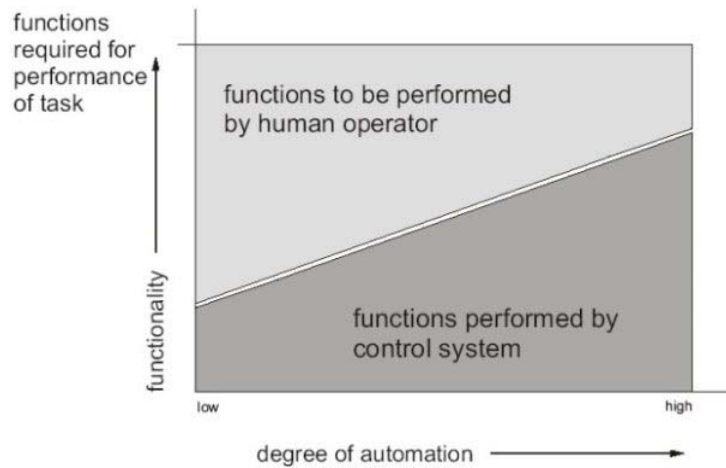 functions
required for
performance
of task
functions to be performed
by human operator
functionality
functions performed by
control system
low
high
degree of automation